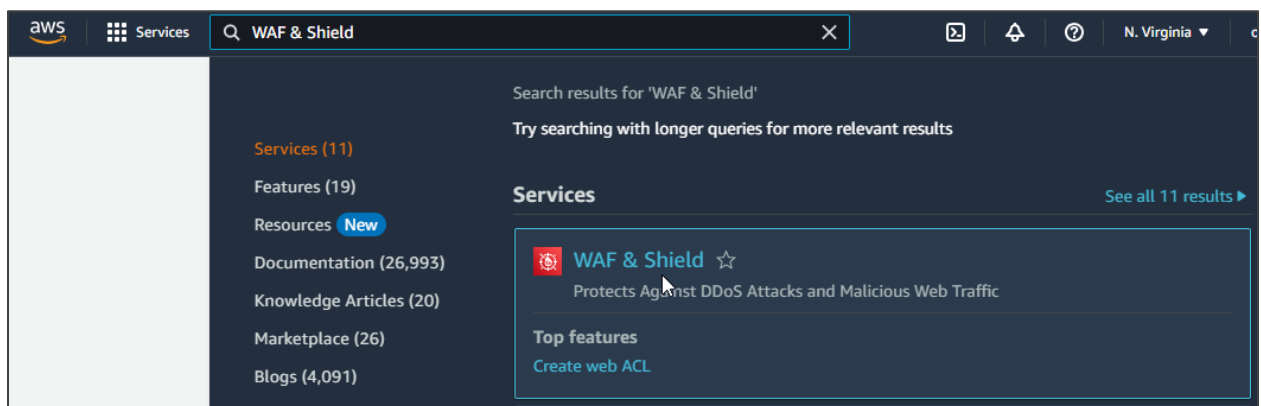 aws Services WAF & Shield N. Virginia
Search results for 'WAF & Shield'
Try searching with longer queries for more relevant results
Services (11)
Features (19)
Resources New
Documentation (26,993)
Knowledge Articles (20)
Marketplace (26)
Blogs (4,091)
Services See all 11 results
WAF & Shield
Protects Against DDoS Attacks and Malicious Web Traffic
Top features
Create web ACL